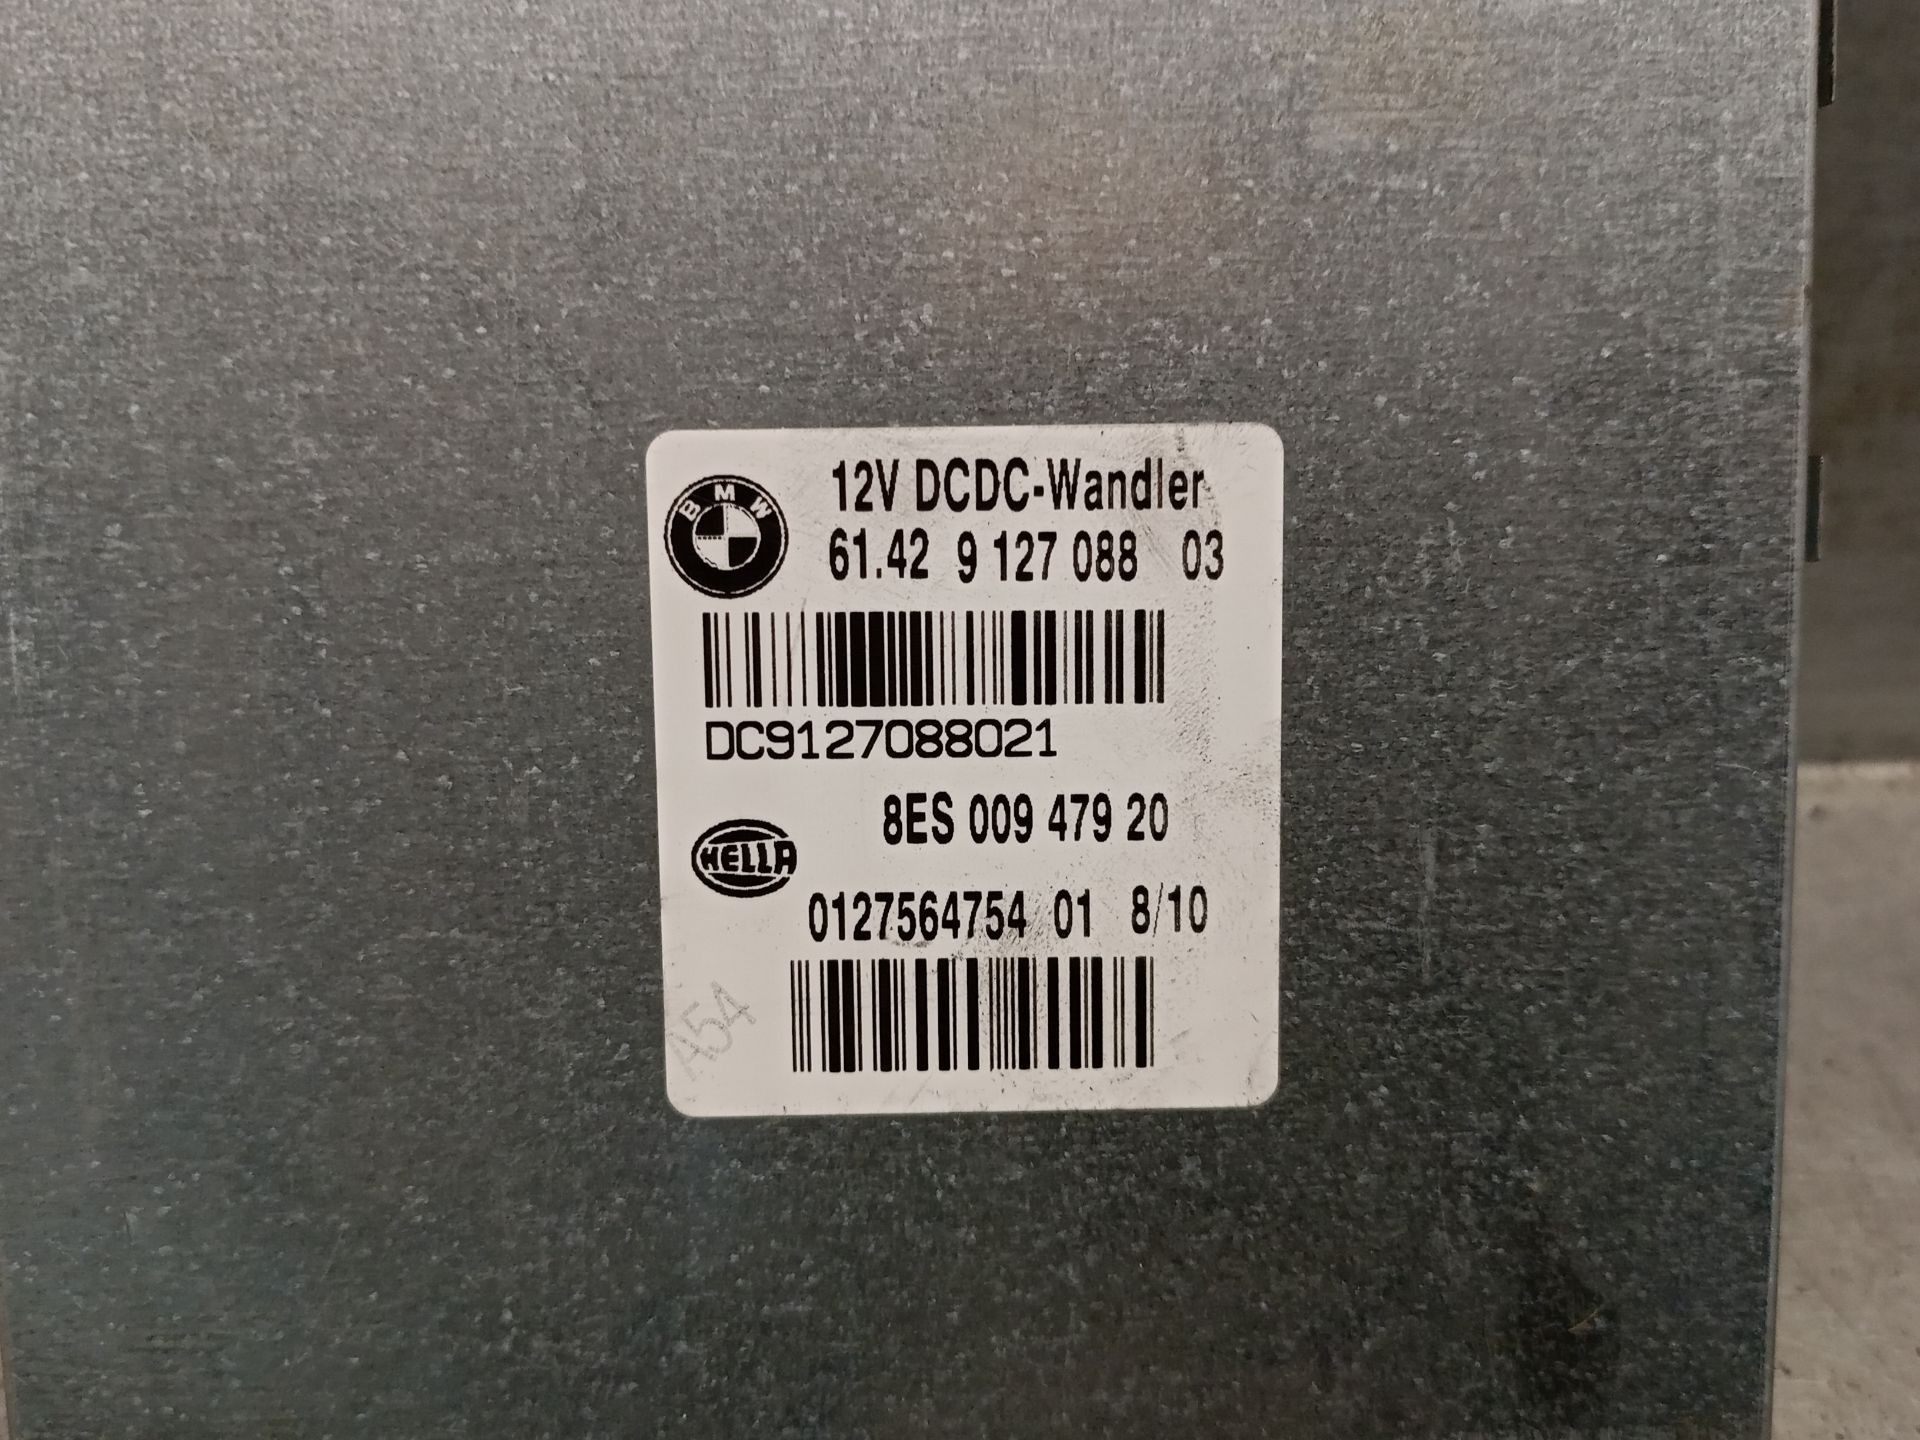 BMW
12V DCDC-Wandler
61.42 9 127 088 03
DC9127088021
8ES 009 479 20
HELLA
0127564754 01 8/10
A54